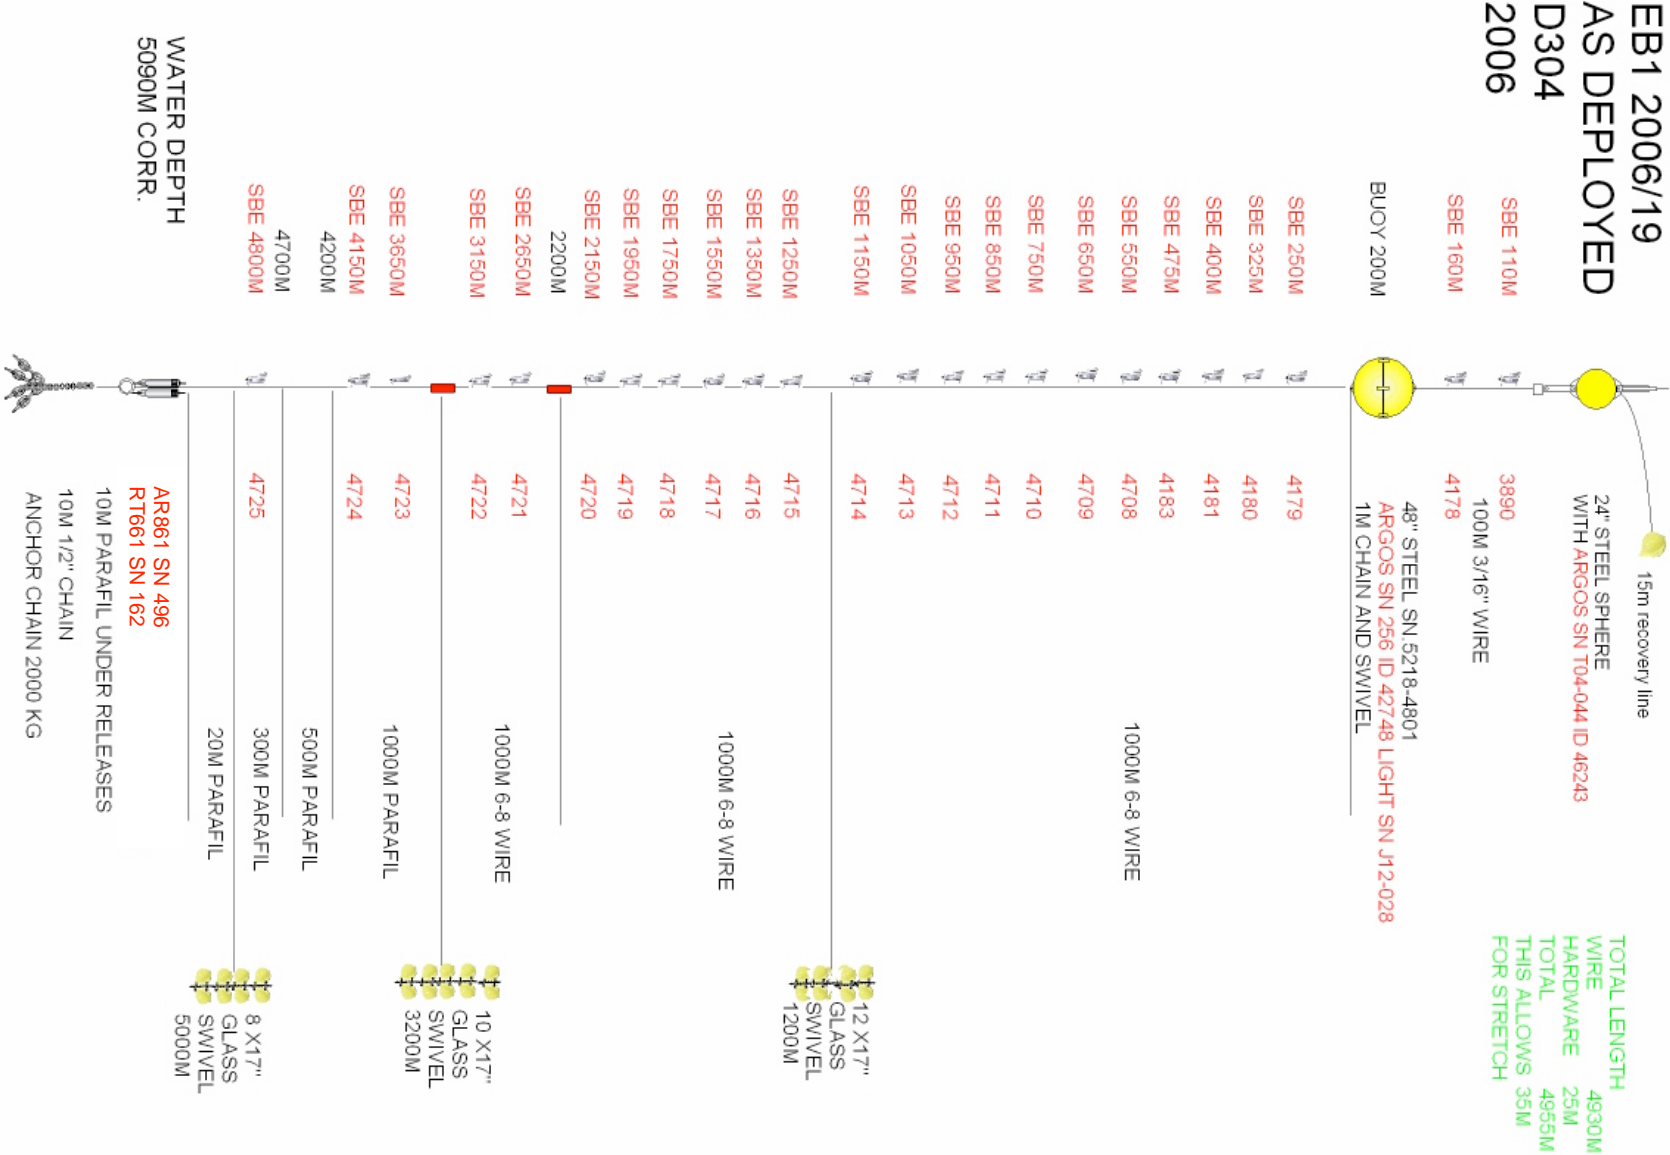 EB1 2006/19
AS DEPLOYED
D304
2006
15m recovery line
24" STEEL SPHERE
WITH ARGOS SN T04-044 ID 46243
SBE 110M 3890
100M 3/16" WIRE
SBE 160M 4178
BUOY 200M
48" STEEL SN.5218-4801
ARGOS SN 256 ID 42748 LIGHT SN J12-028
1M CHAIN AND SWIVEL
SBE 250M 4179
SBE 325M 4180
SBE 400M 4181
SBE 475M 4183
SBE 550M 4708
1000M 6-8 WIRE
SBE 650M 4709
SBE 750M 4710
SBE 850M 4711
SBE 950M 4712
SBE 1050M 4713
SBE 1150M 4714
12 X17"
GLASS
SWIVEL
1200M
SBE 1250M 4715
SBE 1350M 4716
SBE 1550M 4717
1000M 6-8 WIRE
SBE 1750M 4718
SBE 1950M 4719
SBE 2150M 4720
2200M
SBE 2650M 4721
1000M 6-8 WIRE
SBE 3150M 4722
10 X17"
GLASS
SWIVEL
3200M
SBE 3650M 4723
1000M PARAFIL
SBE 4150M 4724
4200M
500M PARAFIL
4700M
SBE 4800M 4725
300M PARAFIL
8 X17"
GLASS
SWIVEL
5000M
20M PARAFIL
AR861 SN 496
RT661 SN 162
10M PARAFIL UNDER RELEASES
10M 1/2" CHAIN
ANCHOR CHAIN 2000 KG
WATER DEPTH
5090M CORR.
TOTAL LENGTH
WIRE 4930M
HARDWARE 25M
TOTAL 4955M
THIS ALLOWS 35M
FOR STRETCH